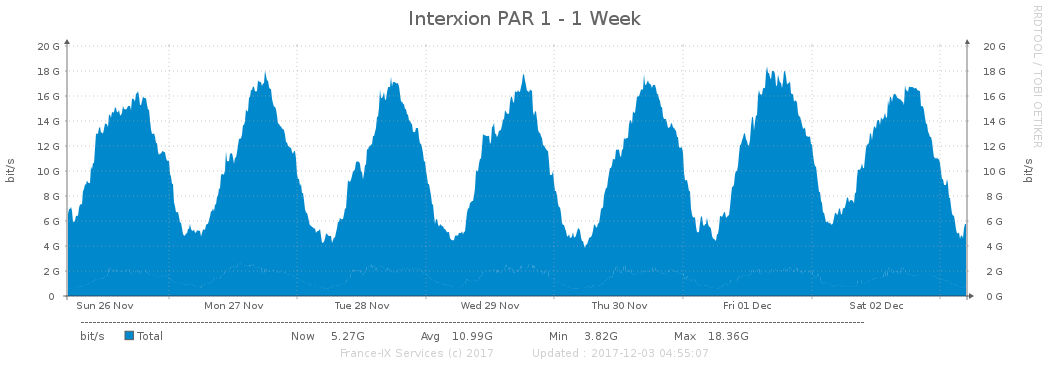 Interxion PAR 1 - 1 Week
RRDTOOL / TOBI OETIKER
bit/s
bit/s
20 G 20 G
18 G 18 G
16 G 16 G
14 G 14 G
12 G 12 G
10 G 10 G
8 G 8 G
6 G 6 G
4 G 4 G
2 G 2 G
0 0 G
Sun 26 Nov Mon 27 Nov Tue 28 Nov Wed 29 Nov Thu 30 Nov Fri 01 Dec Sat 02 Dec
bit/s Total Now 5.27G Avg 10.99G Min 3.82G Max 18.36G
France-IX Services (c) 2017 Updated : 2017-12-03 04:55:07